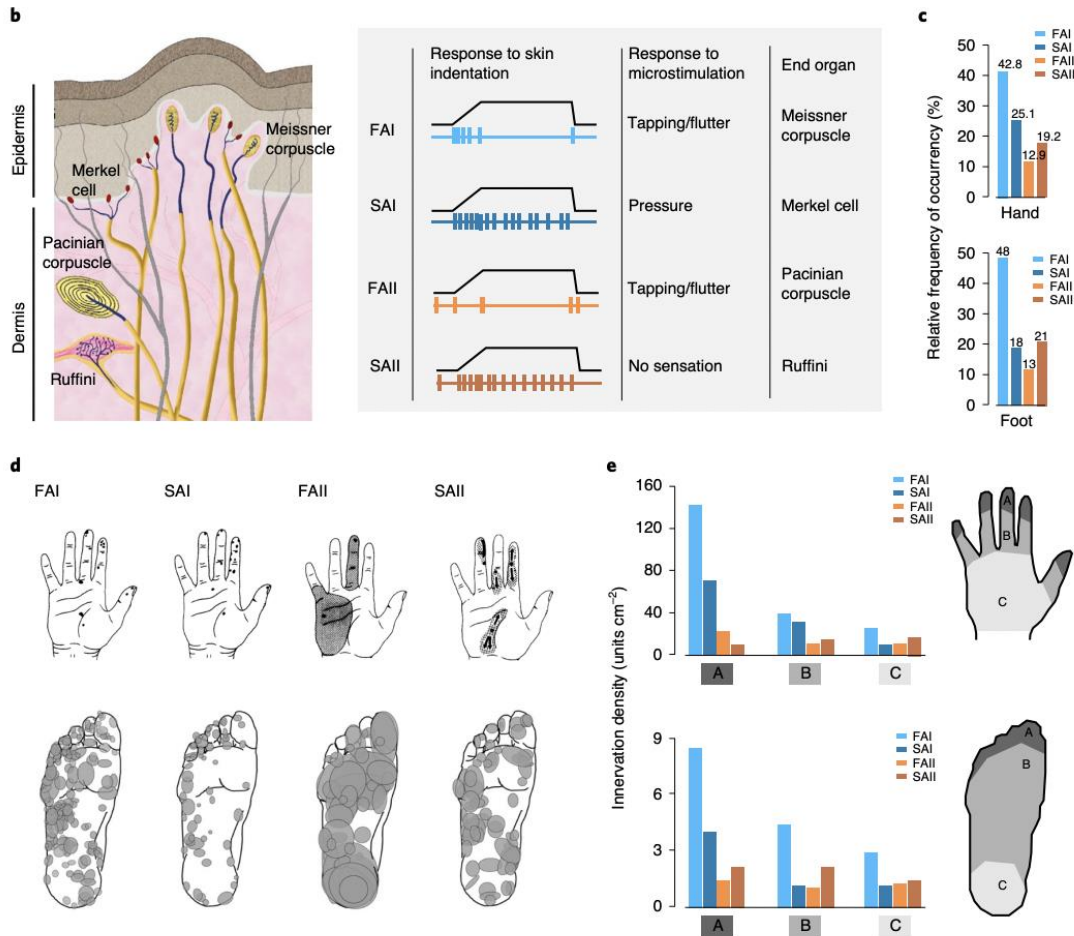 b
Epidermis
Dermis
Merkel
cell
Meissner
corpuscle
Pacinian
corpuscle
Ruffini
Response to skin
indentation
Response to
microstimulation
End organ
FAI
Tapping/flutter
Meissner
corpuscle
SAI
Pressure
Merkel cell
FAII
Tapping/flutter
Pacinian
corpuscle
SAII
No sensation
Ruffini
c
Relative frequency of occurrency (%)
FAI
SAI
FAII
SAII
50
40
30
20
10
0
42.8
25.1
12.9
19.2
Hand
FAI
SAI
FAII
SAII
50
40
30
20
10
0
48
18
13
21
Foot
d
FAI
SAI
FAII
SAII
e
Innervation density (units cm–2)
160
120
80
40
0
FAI
SAI
FAII
SAII
A
B
C
A
B
C
9
6
3
0
FAI
SAI
FAII
SAII
A
B
C
A
B
C